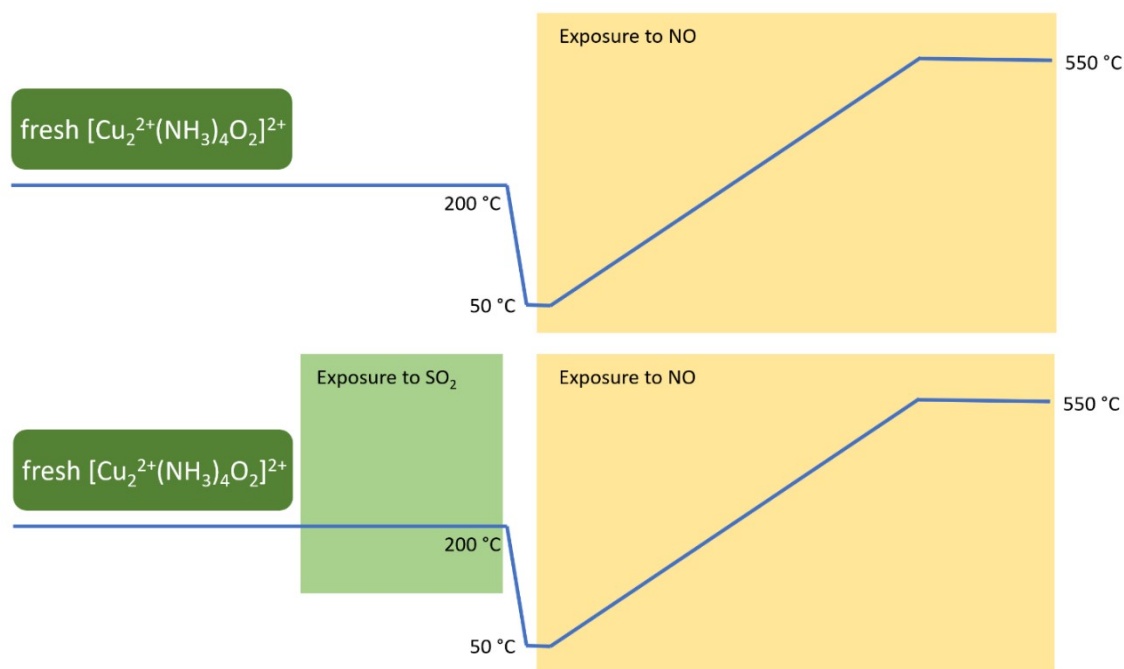 Exposure to NO
550 °C
fresh [Cu₂²⁺(NH₃)₄O₂]²⁺
200 °C
50 °C
Exposure to SO₂
Exposure to NO
550 °C
fresh [Cu₂²⁺(NH₃)₄O₂]²⁺
200 °C
50 °C